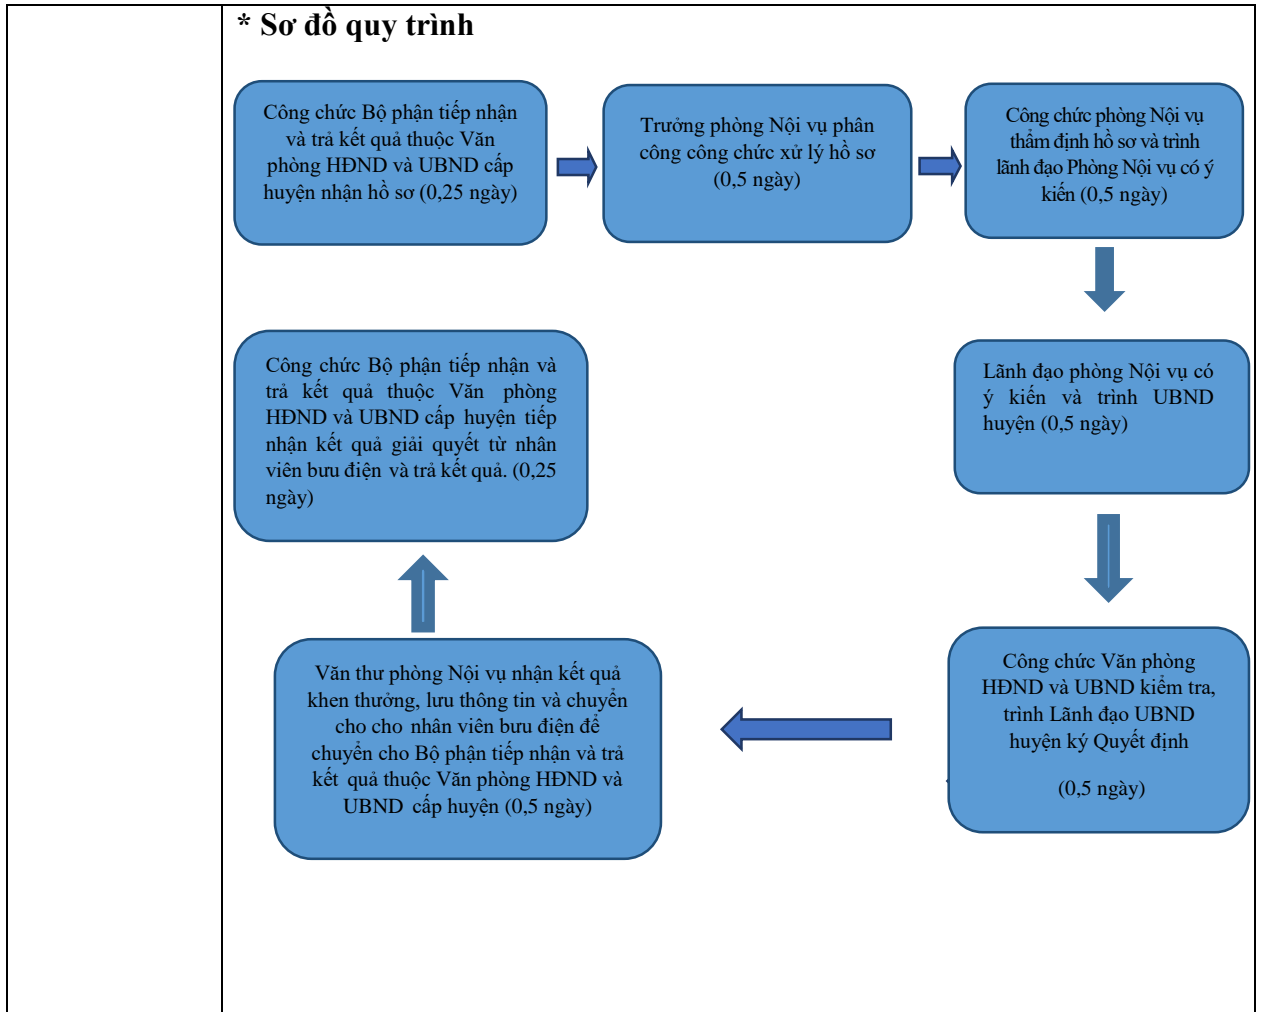 * Sơ đồ quy trình
Công chức Bộ phận tiếp nhận
và trả kết quả thuộc Văn
phòng HĐND và UBND cấp
huyện nhận hồ sơ (0,25 ngày)
Trưởng phòng Nội vụ phân
công công chức xử lý hồ sơ
(0,5 ngày)
Công chức phòng Nội vụ
thẩm định hồ sơ và trình
lãnh đạo Phòng Nội vụ có ý
kiến (0,5 ngày)
Lãnh đạo phòng Nội vụ có
ý kiến và trình UBND
huyện (0,5 ngày)
Công chức Văn phòng
HĐND và UBND kiểm tra,
trình Lãnh đạo UBND
huyện ký Quyết định
(0,5 ngày)
Văn thư phòng Nội vụ nhận kết quả
khen thưởng, lưu thông tin và chuyển
cho cho nhân viên bưu điện để
chuyển cho Bộ phận tiếp nhận và trả
kết quả thuộc Văn phòng HĐND và
UBND cấp huyện (0,5 ngày)
Công chức Bộ phận tiếp nhận và
trả kết quả thuộc Văn phòng
HĐND và UBND cấp huyện tiếp
nhận kết quả giải quyết từ nhân
viên bưu điện và trả kết quả. (0,25
ngày)